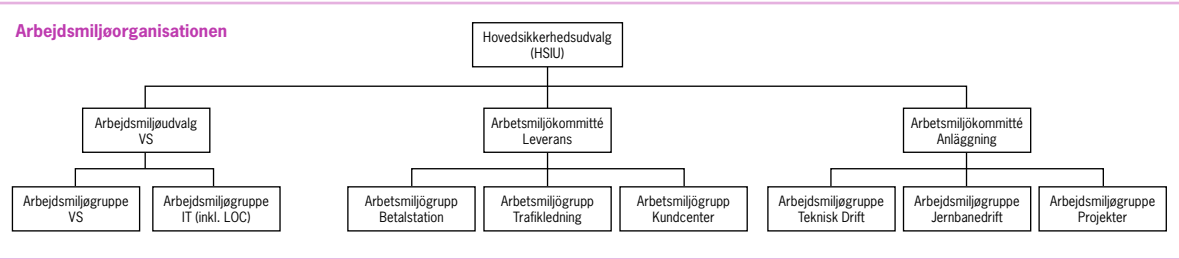 Arbejdsmiljøorganisationen
Hovedsikkerhedsudvalg
(HSIU)
Arbejdsmiljøudvalg
VS
Arbetsmiljökommitté
Leverans
Arbetsmiljökommitté
Anläggning
Arbejdsmiljøgruppe
VS
Arbejdsmiljøgruppe
IT (inkl. LOC)
Arbetsmiljögrupp
Betalstation
Arbetsmiljögrupp
Trafikledning
Arbetsmiljögrupp
Kundcenter
Arbejdsmiljøgruppe
Teknisk Drift
Arbejdsmiljøgruppe
Jernbanedrift
Arbejdsmiljøgruppe
Projekter